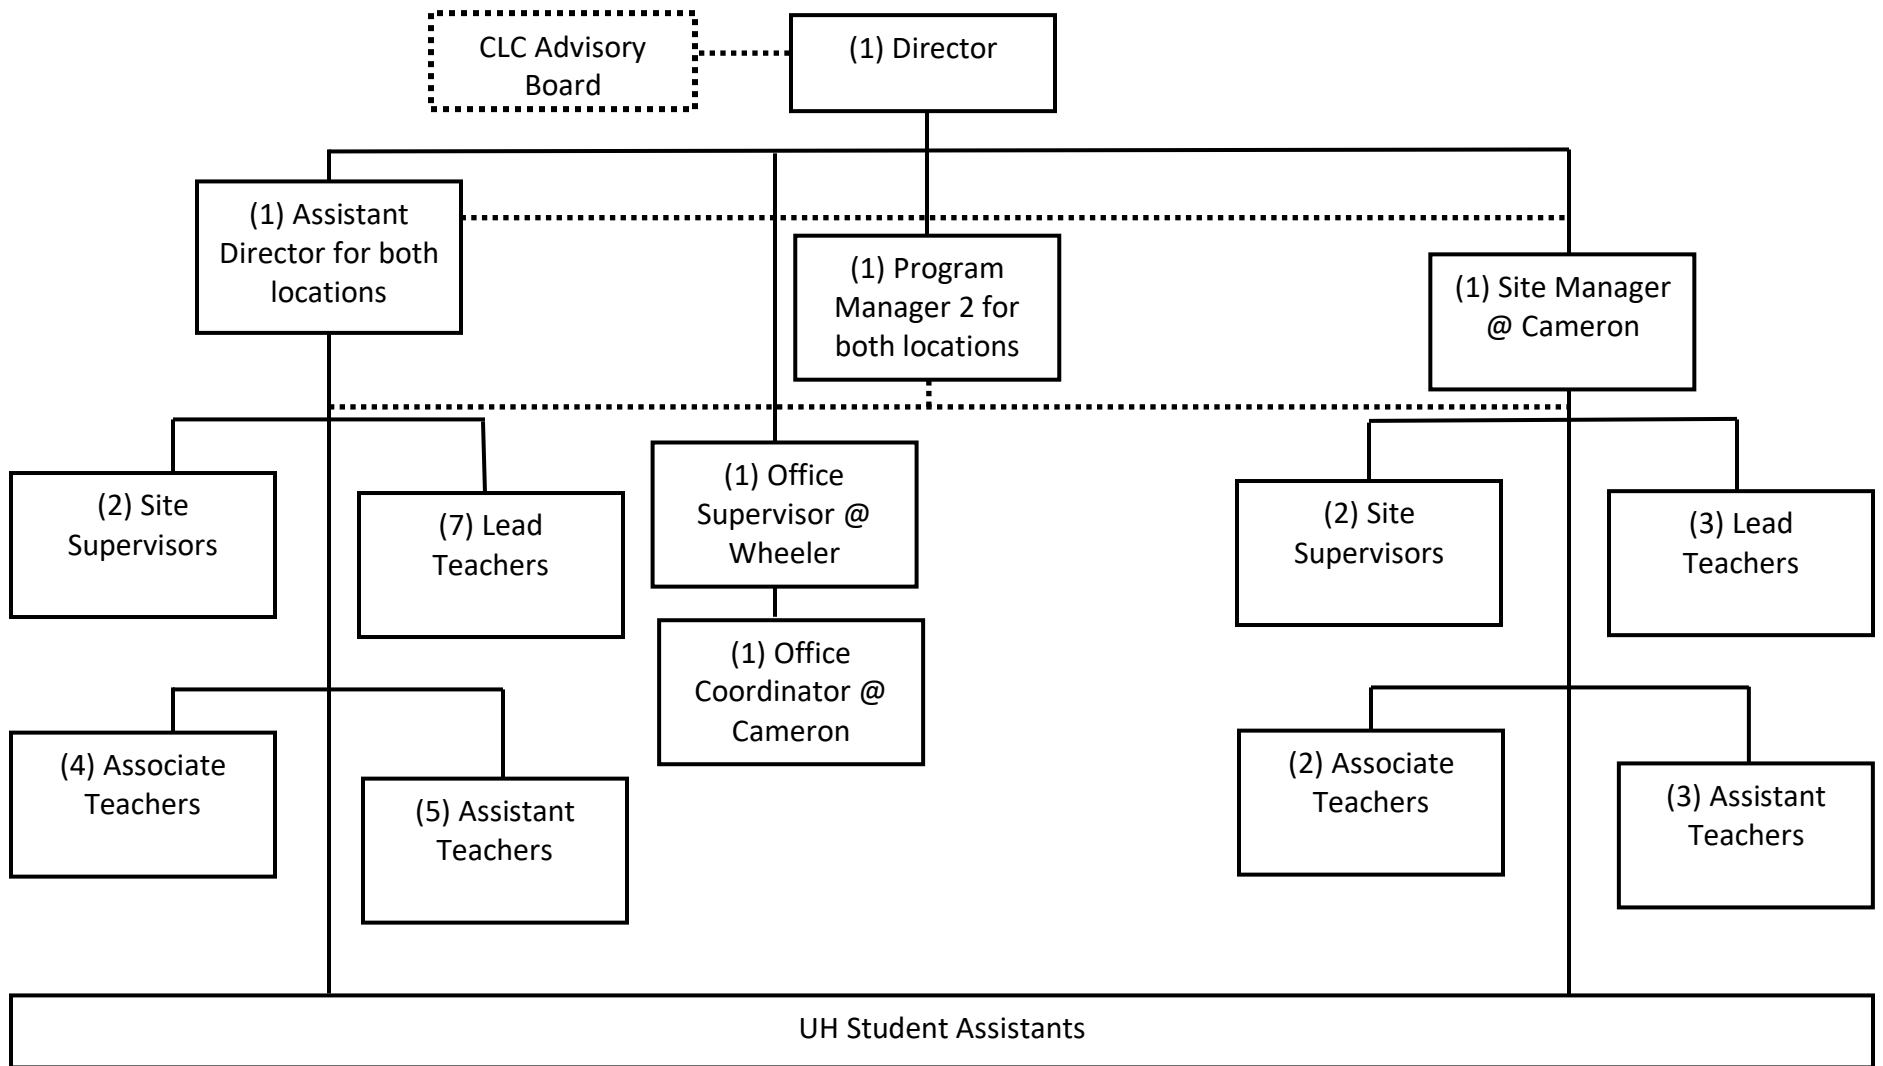 CLC Advisory
Board
(1) Director
(1) Assistant
Director for both
locations
(1) Program
Manager 2 for
both locations
(1) Site Manager
@ Cameron
(2) Site
Supervisors
(7) Lead
Teachers
(1) Office
Supervisor @
Wheeler
(2) Site
Supervisors
(3) Lead
Teachers
(1) Office
Coordinator @
Cameron
(4) Associate
Teachers
(5) Assistant
Teachers
(2) Associate
Teachers
(3) Assistant
Teachers
UH Student Assistants